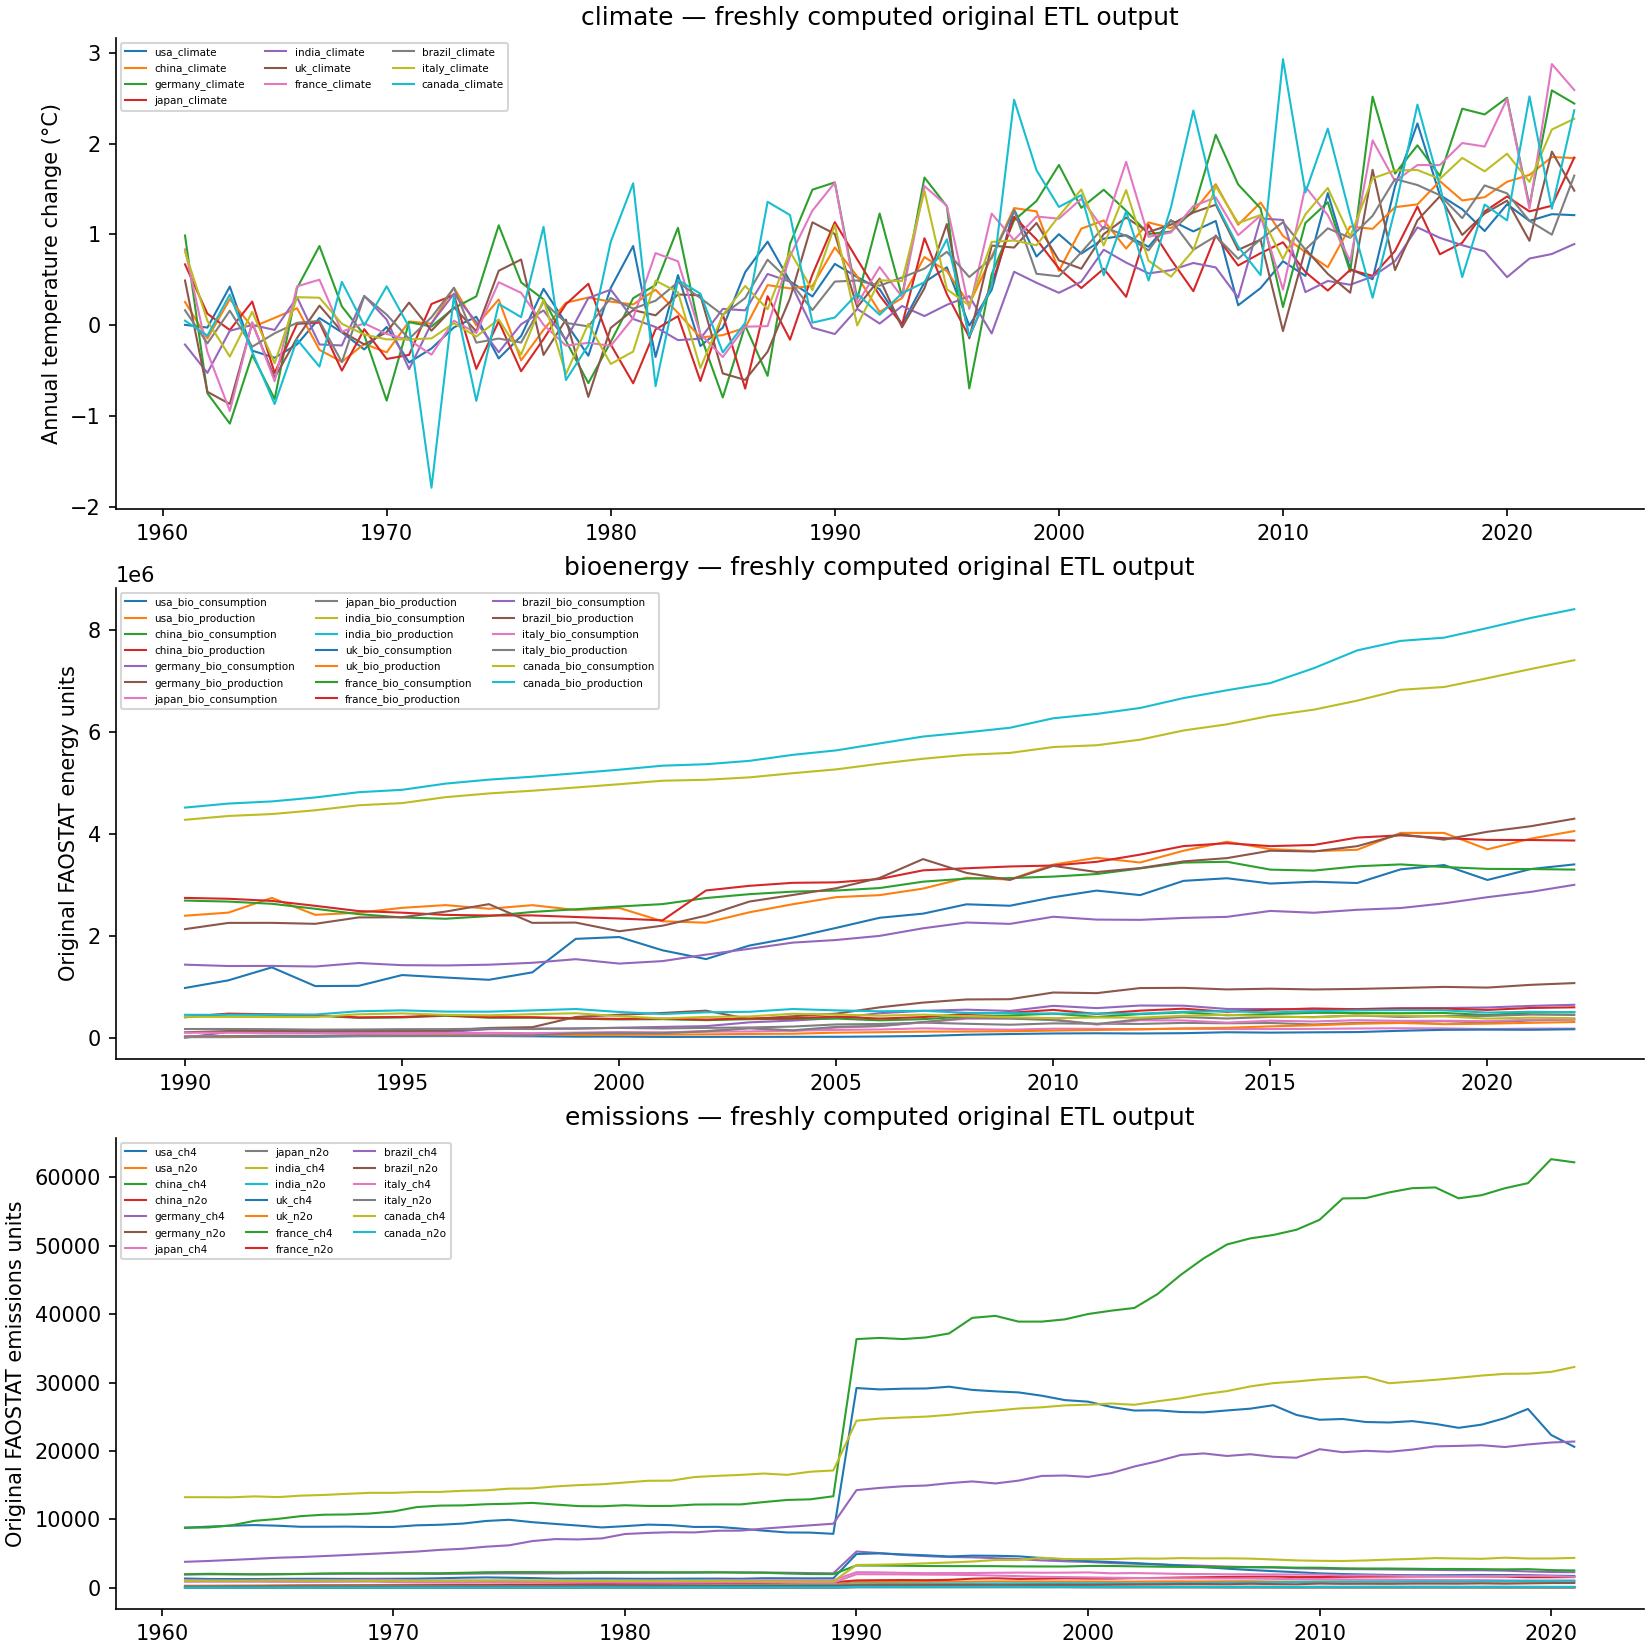 climate — freshly computed original ETL output
usa_climate
china_climate
germany_climate
japan_climate
india_climate
uk_climate
france_climate
brazil_climate
italy_climate
canada_climate
Annual temperature change (°C)
3
2
1
0
−1
−2
1960 1970 1980 1990 2000 2010 2020
bioenergy — freshly computed original ETL output
1e6
usa_bio_consumption
usa_bio_production
china_bio_consumption
china_bio_production
germany_bio_consumption
germany_bio_production
japan_bio_consumption
japan_bio_production
india_bio_consumption
india_bio_production
uk_bio_consumption
uk_bio_production
france_bio_consumption
france_bio_production
brazil_bio_consumption
brazil_bio_production
italy_bio_consumption
italy_bio_production
canada_bio_consumption
canada_bio_production
Original FAOSTAT energy units
8
6
4
2
0
1990 1995 2000 2005 2010 2015 2020
emissions — freshly computed original ETL output
usa_ch4
usa_n2o
china_ch4
china_n2o
germany_ch4
germany_n2o
japan_ch4
japan_n2o
india_ch4
india_n2o
uk_ch4
uk_n2o
france_ch4
france_n2o
brazil_ch4
brazil_n2o
italy_ch4
italy_n2o
canada_ch4
canada_n2o
Original FAOSTAT emissions units
60000
50000
40000
30000
20000
10000
0
1960 1970 1980 1990 2000 2010 2020